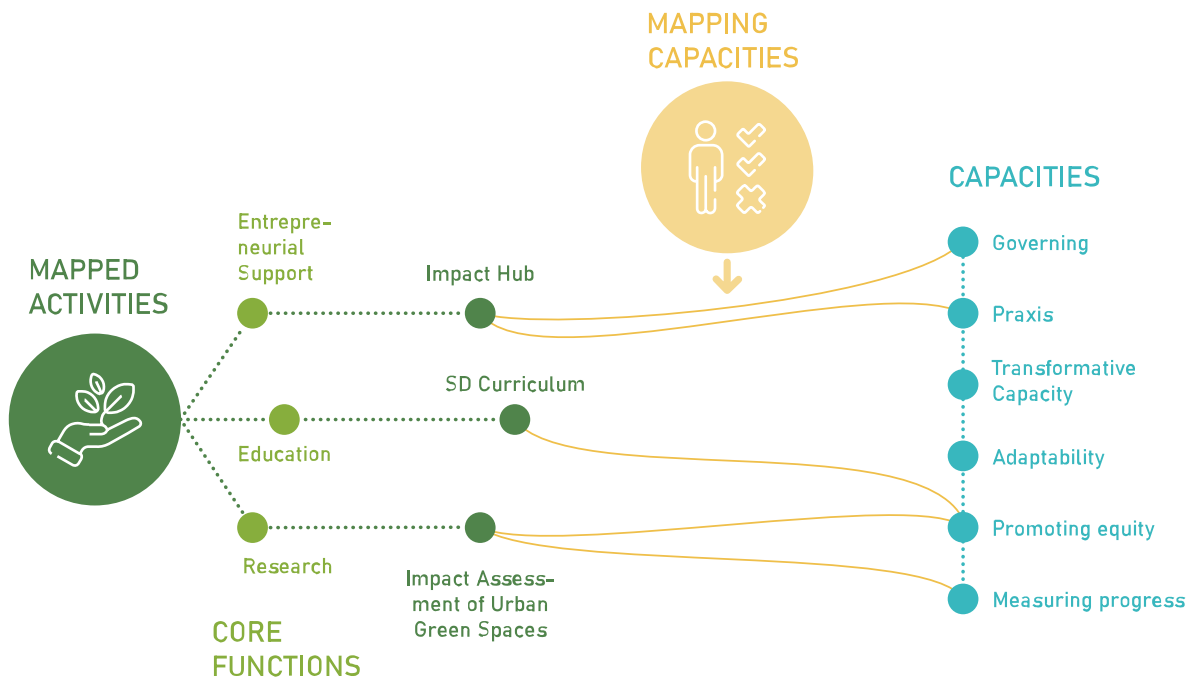 MAPPING
CAPACITIES
CAPACITIES
Entrepre-
neurial
Support
MAPPED
ACTIVITIES
Impact Hub
Governing
Praxis
Transformative
Capacity
SD Curriculum
Education
Adaptability
Promoting equity
Research
Impact Assess-
ment of Urban
Green Spaces
Measuring progress
CORE
FUNCTIONS